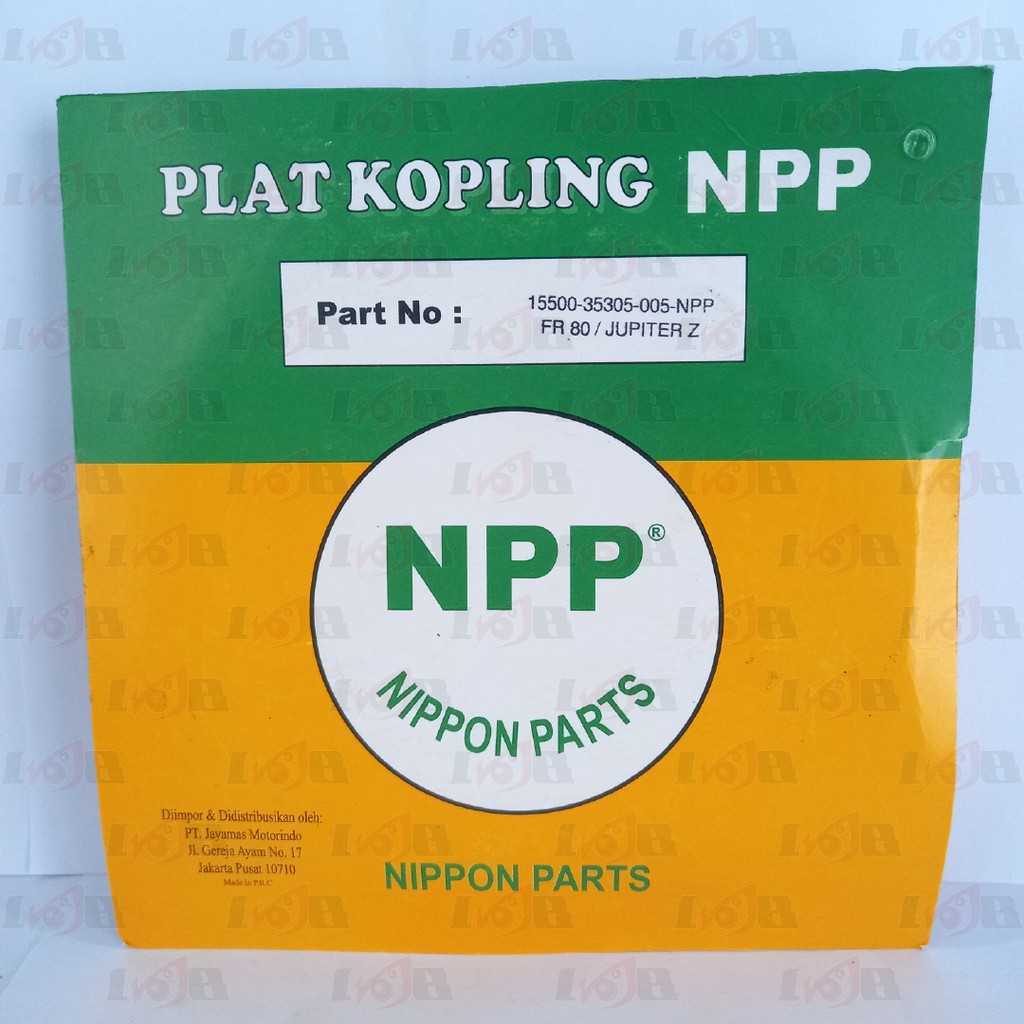 PLAT KOPLING NPP
Part No :
15500-35305-005-NPP
FR 80 / JUPITER Z
NPP®
NIPPON PARTS
Diimpor & Didistribusikan oleh:
PT. Jayamas Motorindo
Jl. Gereja Ayam No. 17
Jakarta Pusat 10710
Made In P.R.C
NIPPON PARTS